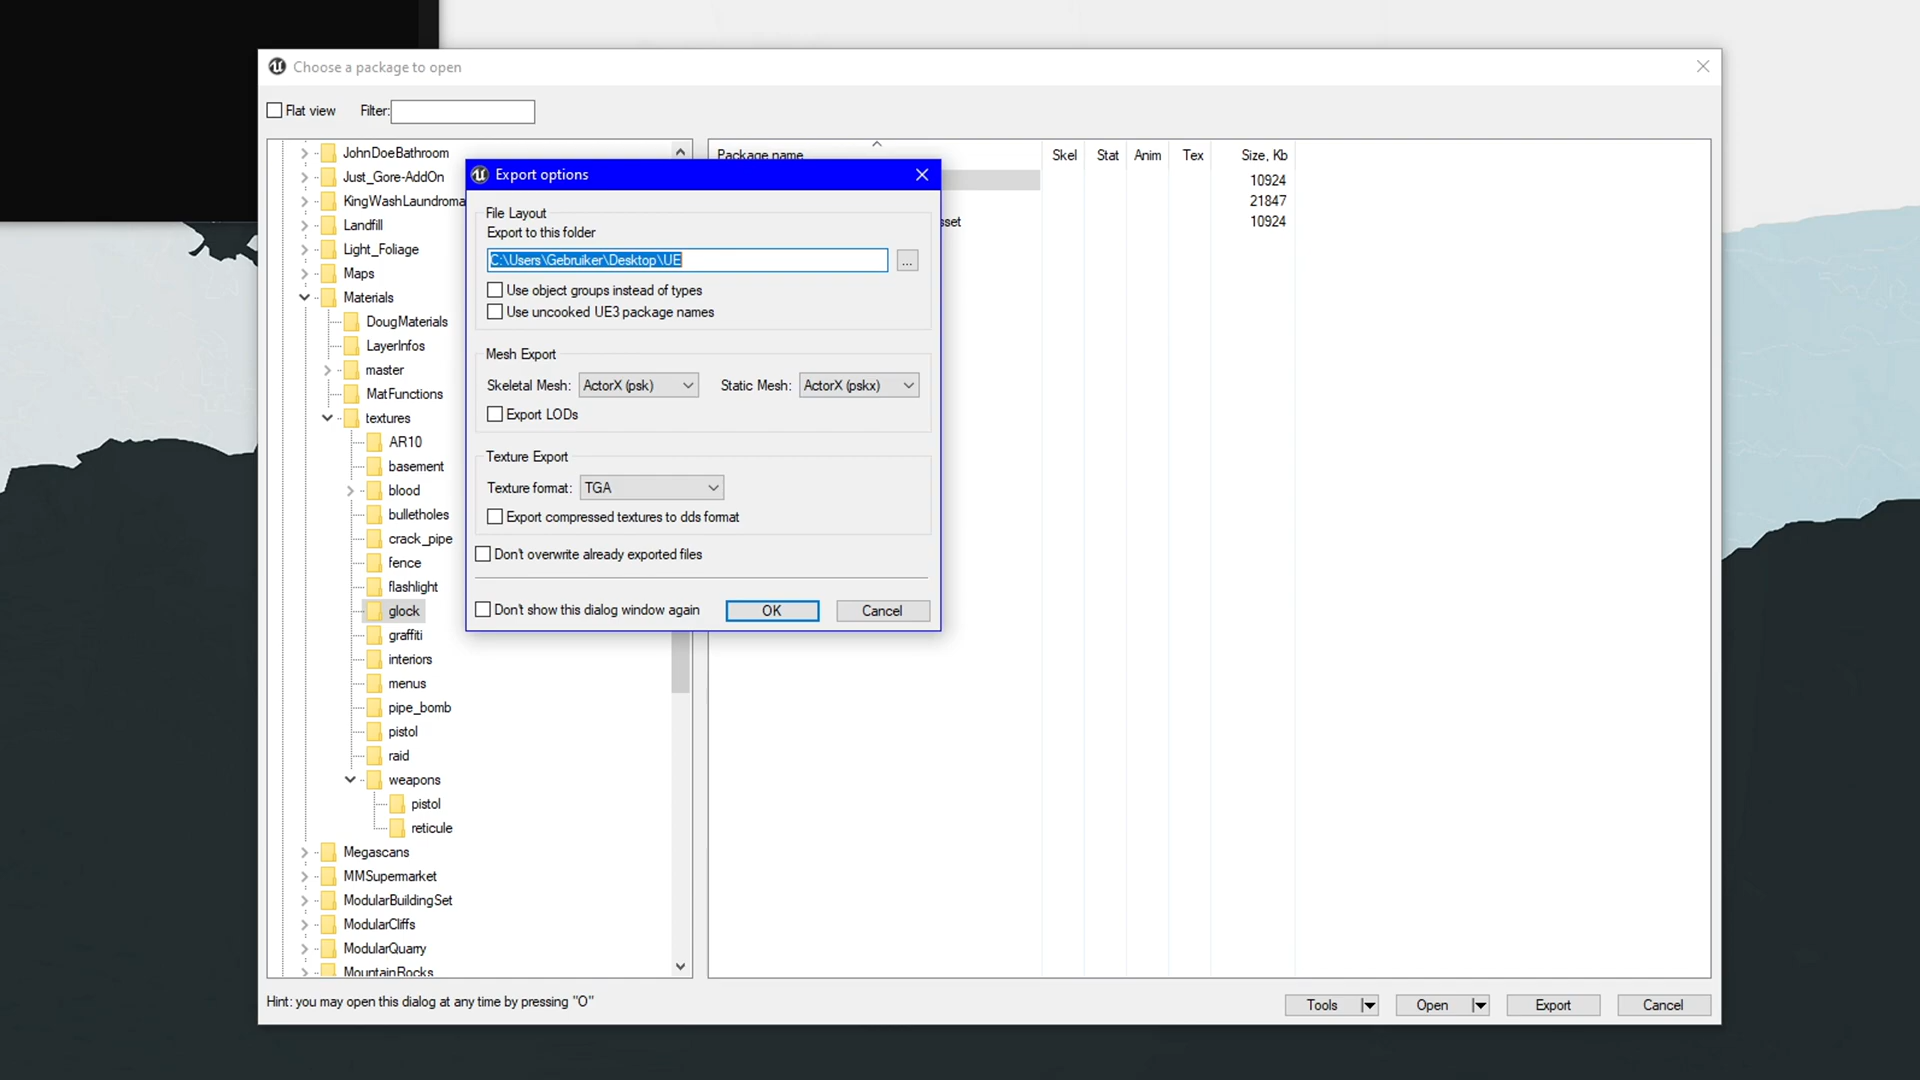 Choose a package to open
Flat view
Filter:
JohnDoeBathroom
Just_Gore-AddOn
KingWashLaundroma
Landfill
Light_Foliage
Maps
Materials
DougMaterials
LayerInfos
master
MatFunctions
textures
AR10
basement
blood
bulletholes
crack_pipe
fence
flashlight
glock
graffiti
interiors
menus
pipe_bomb
pistol
raid
weapons
pistol
reticule
Megascans
MMSupermarket
ModularBuildingSet
ModularCliffs
ModularQuarry
MountainRocks
Package name Skel Stat Anim Tex Size, Kb
10924
21847
sset 10924
Export options
File Layout
Export to this folder
C:\Users\Gebruiker\Desktop\UE
...
Use object groups instead of types
Use uncooked UE3 package names
Mesh Export
Skeletal Mesh: ActorX (psk) Static Mesh: ActorX (pskx)
Export LODs
Texture Export
Texture format: TGA
Export compressed textures to dds format
Don't overwrite already exported files
Don't show this dialog window again
OK
Cancel
Hint: you may open this dialog at any time by pressing "O"
Tools
Open
Export
Cancel